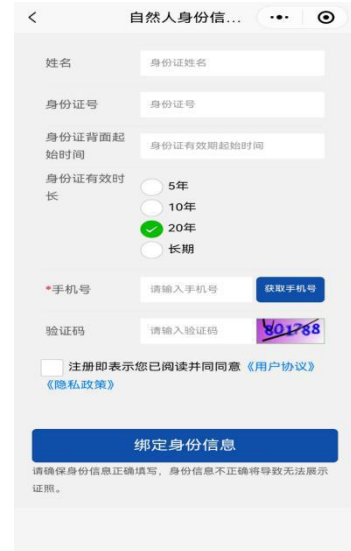 自然人身份信...
姓名 身份证姓名
身份证号 身份证号
身份证背面起
始时间 身份证有效期起始时间
身份证有效时
长
5年
10年
20年
长期
*手机号 请输入手机号 获取手机号
验证码 请输入验证码 801788
注册即表示您已阅读并同同意《用户协议》
《隐私政策》
绑定身份信息
请确保身份信息正确填写，身份信息不正确将导致无法展示
证照。